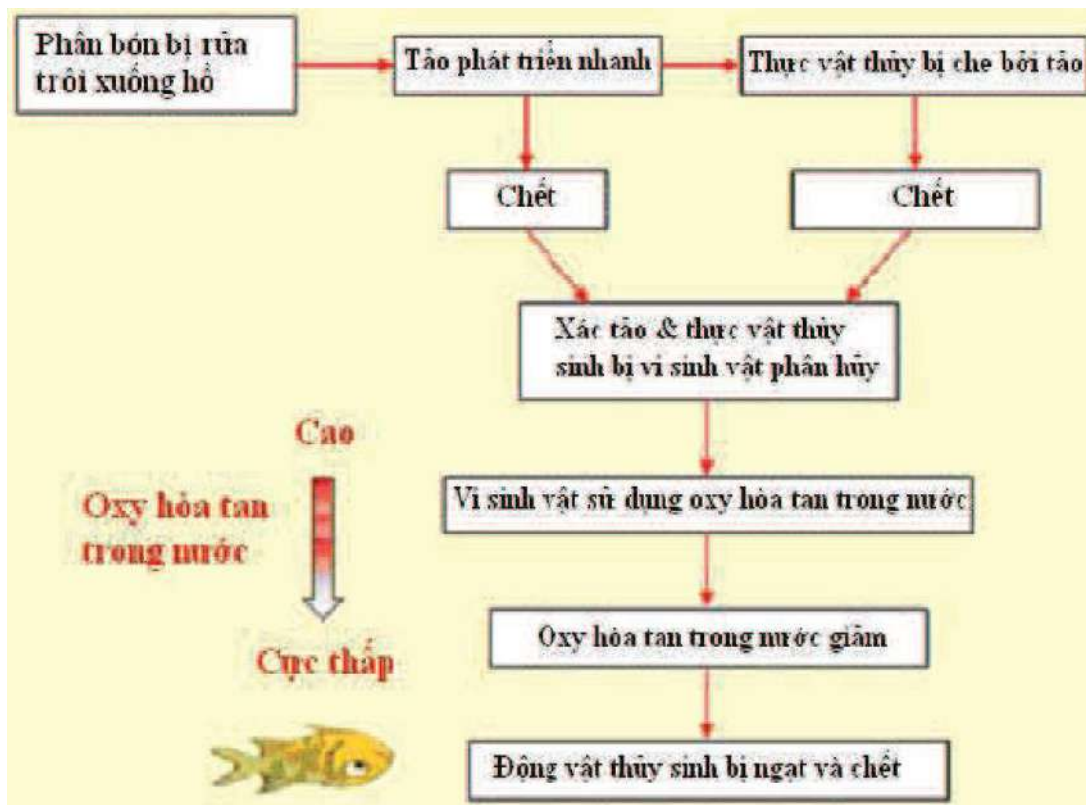 Phân bón bị rửa
trôi xuống hồ
Tảo phát triển nhanh
Thực vật thủy bị che bởi tảo
Chết
Chết
Xác tảo & thực vật thủy
sinh bị vi sinh vật phân hủy
Cao
Oxy hòa tan
trong nước
Cực thấp
Vi sinh vật sử dụng oxy hòa tan trong nước
Oxy hòa tan trong nước giảm
Động vật thủy sinh bị ngạt và chết